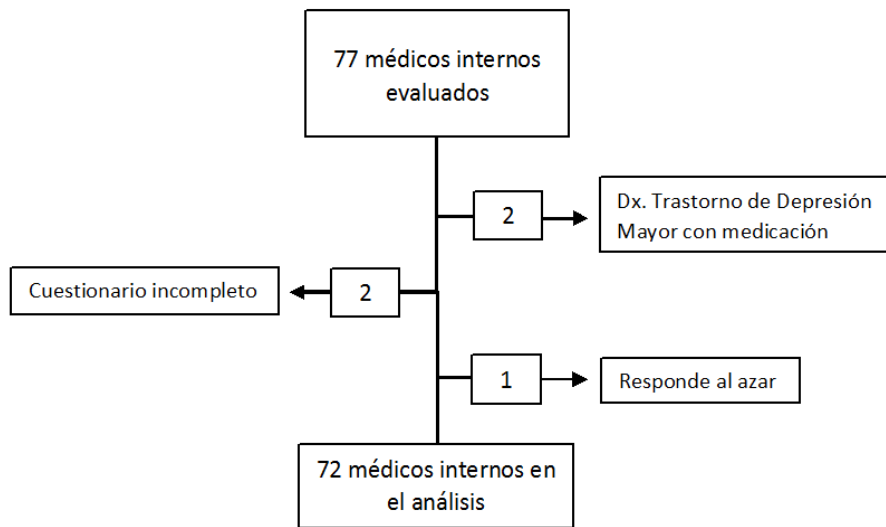 77 médicos internos
evaluados
2
Dx. Trastorno de Depresión
Mayor con medicación
Cuestionario incompleto
2
1
Responde al azar
72 médicos internos en
el análisis